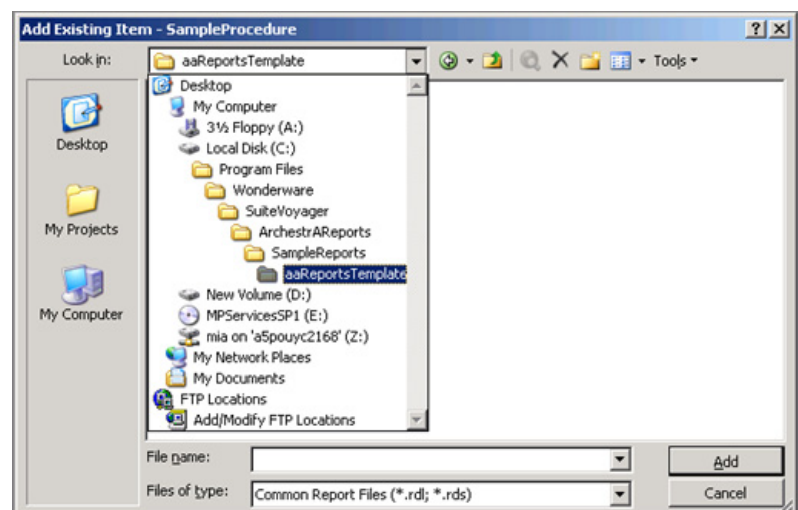 Add Existing Item - SampleProcedure
Look in:
aaReportsTemplate
Tools
Desktop
My Projects
My Computer
Desktop
My Computer
3½ Floppy (A:)
Local Disk (C:)
Program Files
Wonderware
SuiteVoyager
ArchestrAReports
SampleReports
aaReportsTemplate
New Volume (D:)
MPServicesSP1 (E:)
mia on 'a5pouyc2168' (Z:)
My Network Places
My Documents
FTP Locations
Add/Modify FTP Locations
File name:
Add
Files of type:
Common Report Files (*.rdl; *.rds)
Cancel